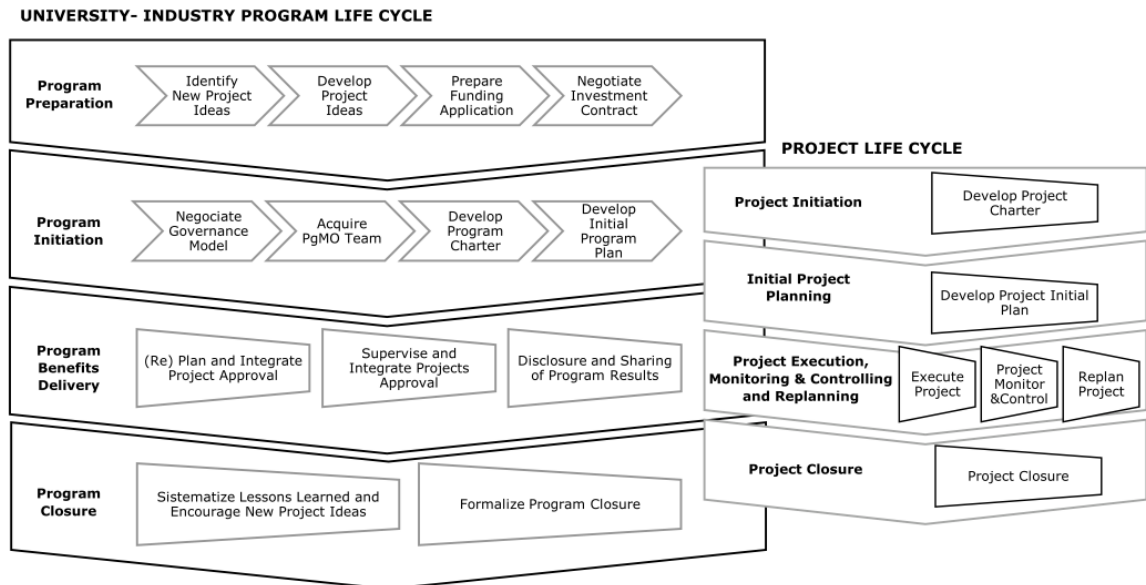 UNIVERSITY- INDUSTRY PROGRAM LIFE CYCLE
Program
Preparation
Identify
New Project
Ideas
Develop
Project
Ideas
Prepare
Funding
Application
Negotiate
Investment
Contract
Program
Initiation
Negociate
Governance
Model
Acquire
PgMO Team
Develop
Program
Charter
Develop
Initial
Program
Plan
Program
Benefits
Delivery
(Re) Plan and Integrate
Project Approval
Supervise and
Integrate Projects
Approval
Disclosure and Sharing
of Program Results
Program
Closure
Sistematize Lessons Learned and
Encourage New Project Ideas
Formalize Program Closure
PROJECT LIFE CYCLE
Project Initiation
Develop Project
Charter
Initial Project
Planning
Develop Project Initial
Plan
Project Execution,
Monitoring & Controlling
and Replanning
Execute
Project
Project
Monitor
&Control
Replan
Project
Project Closure
Project Closure